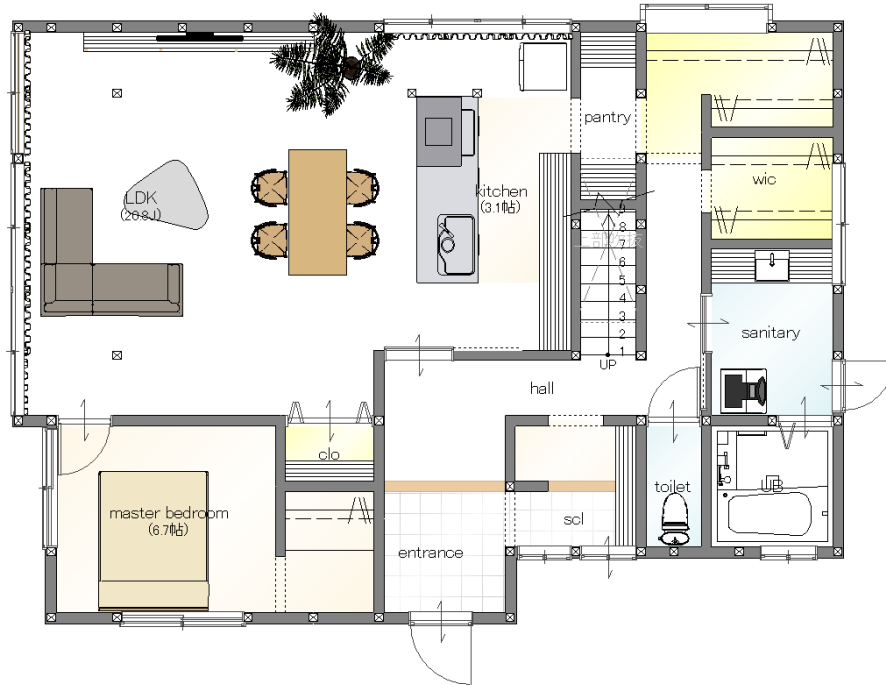 pantry
LDK
(20.8J)
kitchen
(3.1帖)
wic
9
8
7
6
5
4
3
2
1
UP
sanitary
hall
clo
master bedroom
(6.7帖)
toilet
UB
scl
entrance